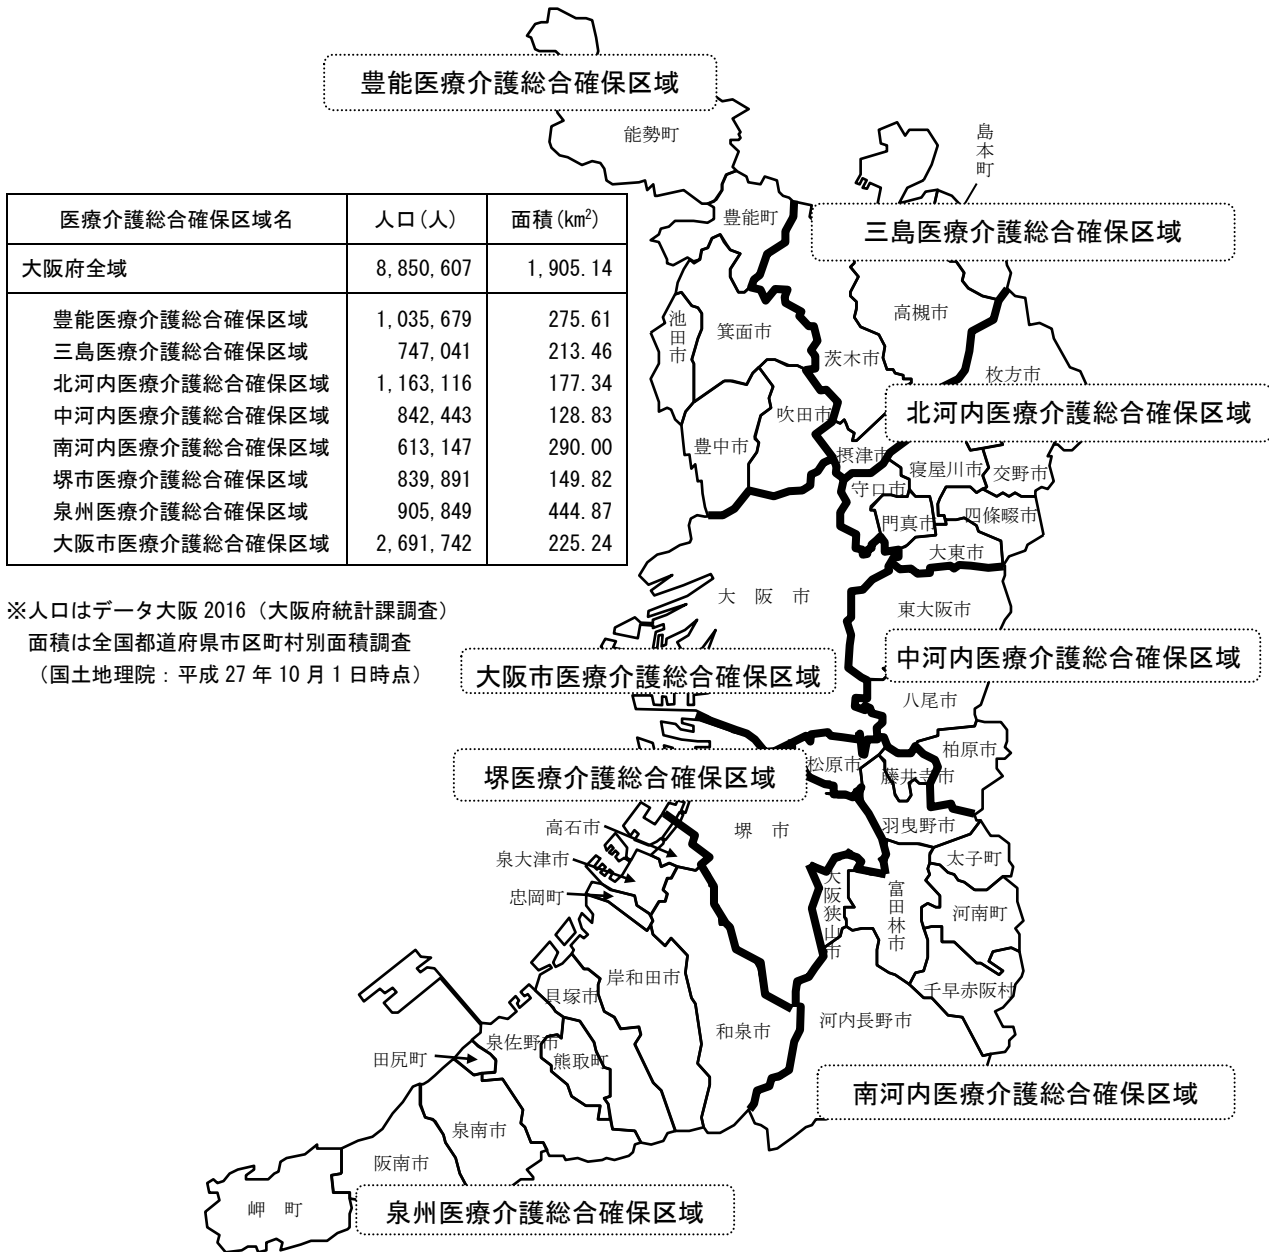 豊能医療介護総合確保区域
能勢町
島本町
豊能町
三島医療介護総合確保区域
医療介護総合確保区域名 人口(人) 面積(km²)
大阪府全域 8,850,607 1,905.14
豊能医療介護総合確保区域 1,035,679 275.61
三島医療介護総合確保区域 747,041 213.46
北河内医療介護総合確保区域 1,163,116 177.34
中河内医療介護総合確保区域 842,443 128.83
南河内医療介護総合確保区域 613,147 290.00
堺市医療介護総合確保区域 839,891 149.82
泉州医療介護総合確保区域 905,849 444.87
大阪市医療介護総合確保区域 2,691,742 225.24
※人口はデータ大阪2016（大阪府統計課調査）
面積は全国都道府県市区町村別面積調査
（国土地理院：平成27年10月1日時点）
高槻市
池田市
箕面市
茨木市
枚方市
吹田市
北河内医療介護総合確保区域
豊中市
摂津市
寝屋川市
交野市
守口市
門真市
四條畷市
大東市
大阪市
東大阪市
中河内医療介護総合確保区域
大阪市医療介護総合確保区域
八尾市
柏原市
松原市
藤井寺市
堺医療介護総合確保区域
高石市
堺市
羽曳野市
泉大津市
太子町
忠岡町
大阪狭山市
富田林市
河南町
岸和田市
貝塚市
千早赤阪村
和泉市
河内長野市
泉佐野市
熊取町
田尻町
南河内医療介護総合確保区域
泉南市
阪南市
岬町
泉州医療介護総合確保区域